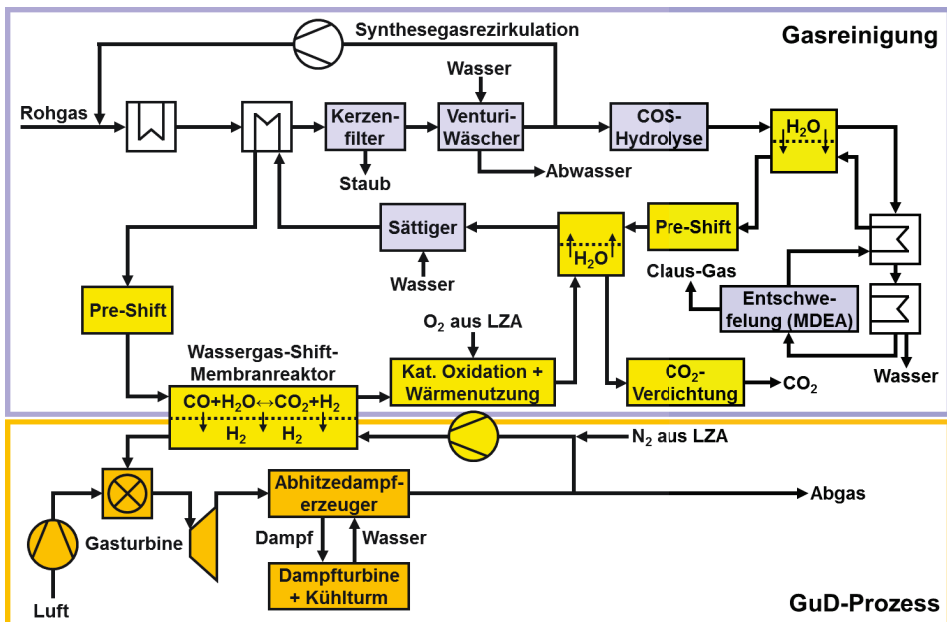 Synthesegasrezirkulation
Gasreinigung
Rohgas
Wasser
Kerzen-
filter
Venturi-
Wäscher
COS-
Hydrolyse
H2O
Staub
Abwasser
Sättiger
H2O
Pre-Shift
Wasser
Claus-Gas
Entschwe-
felung (MDEA)
Pre-Shift
O2 aus LZA
Wassergas-Shift-
Membranreaktor
Kat. Oxidation +
Wärmenutzung
CO2-
Verdichtung
CO2
Wasser
CO+H2O↔CO2+H2
H2 H2
N2 aus LZA
Abhitzedampf-
erzeuger
Abgas
Gasturbine
Dampf
Wasser
Dampfturbine
+ Kühlturm
Luft
GuD-Prozess